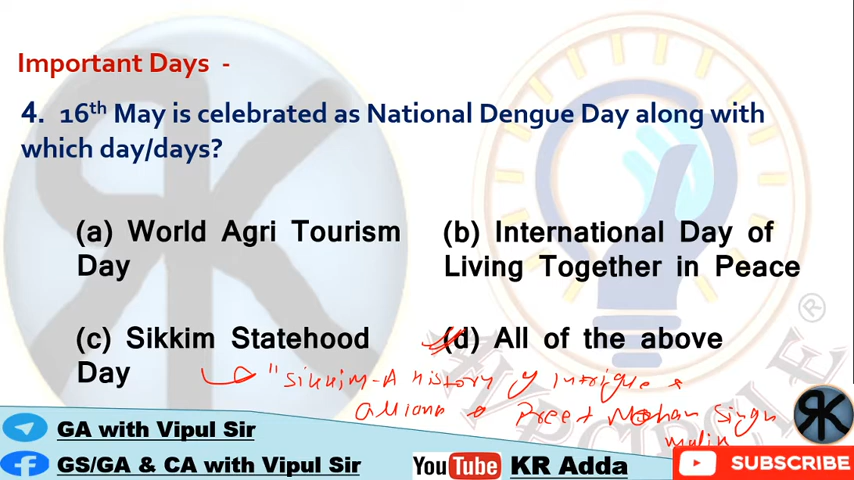 Important Days -
4. 16th May is celebrated as National Dengue Day along with
which day/days?
(a) World Agri Tourism
Day
(b) International Day of
Living Together in Peace
(c) Sikkim Statehood
Day
(d) All of the above
"Sikkim-A history of Intrigue &
Preet Mohan Singh
Malik
GA with Vipul Sir
GS/GA & CA with Vipul Sir
YouTube KR Adda
SUBSCRIBE
RK